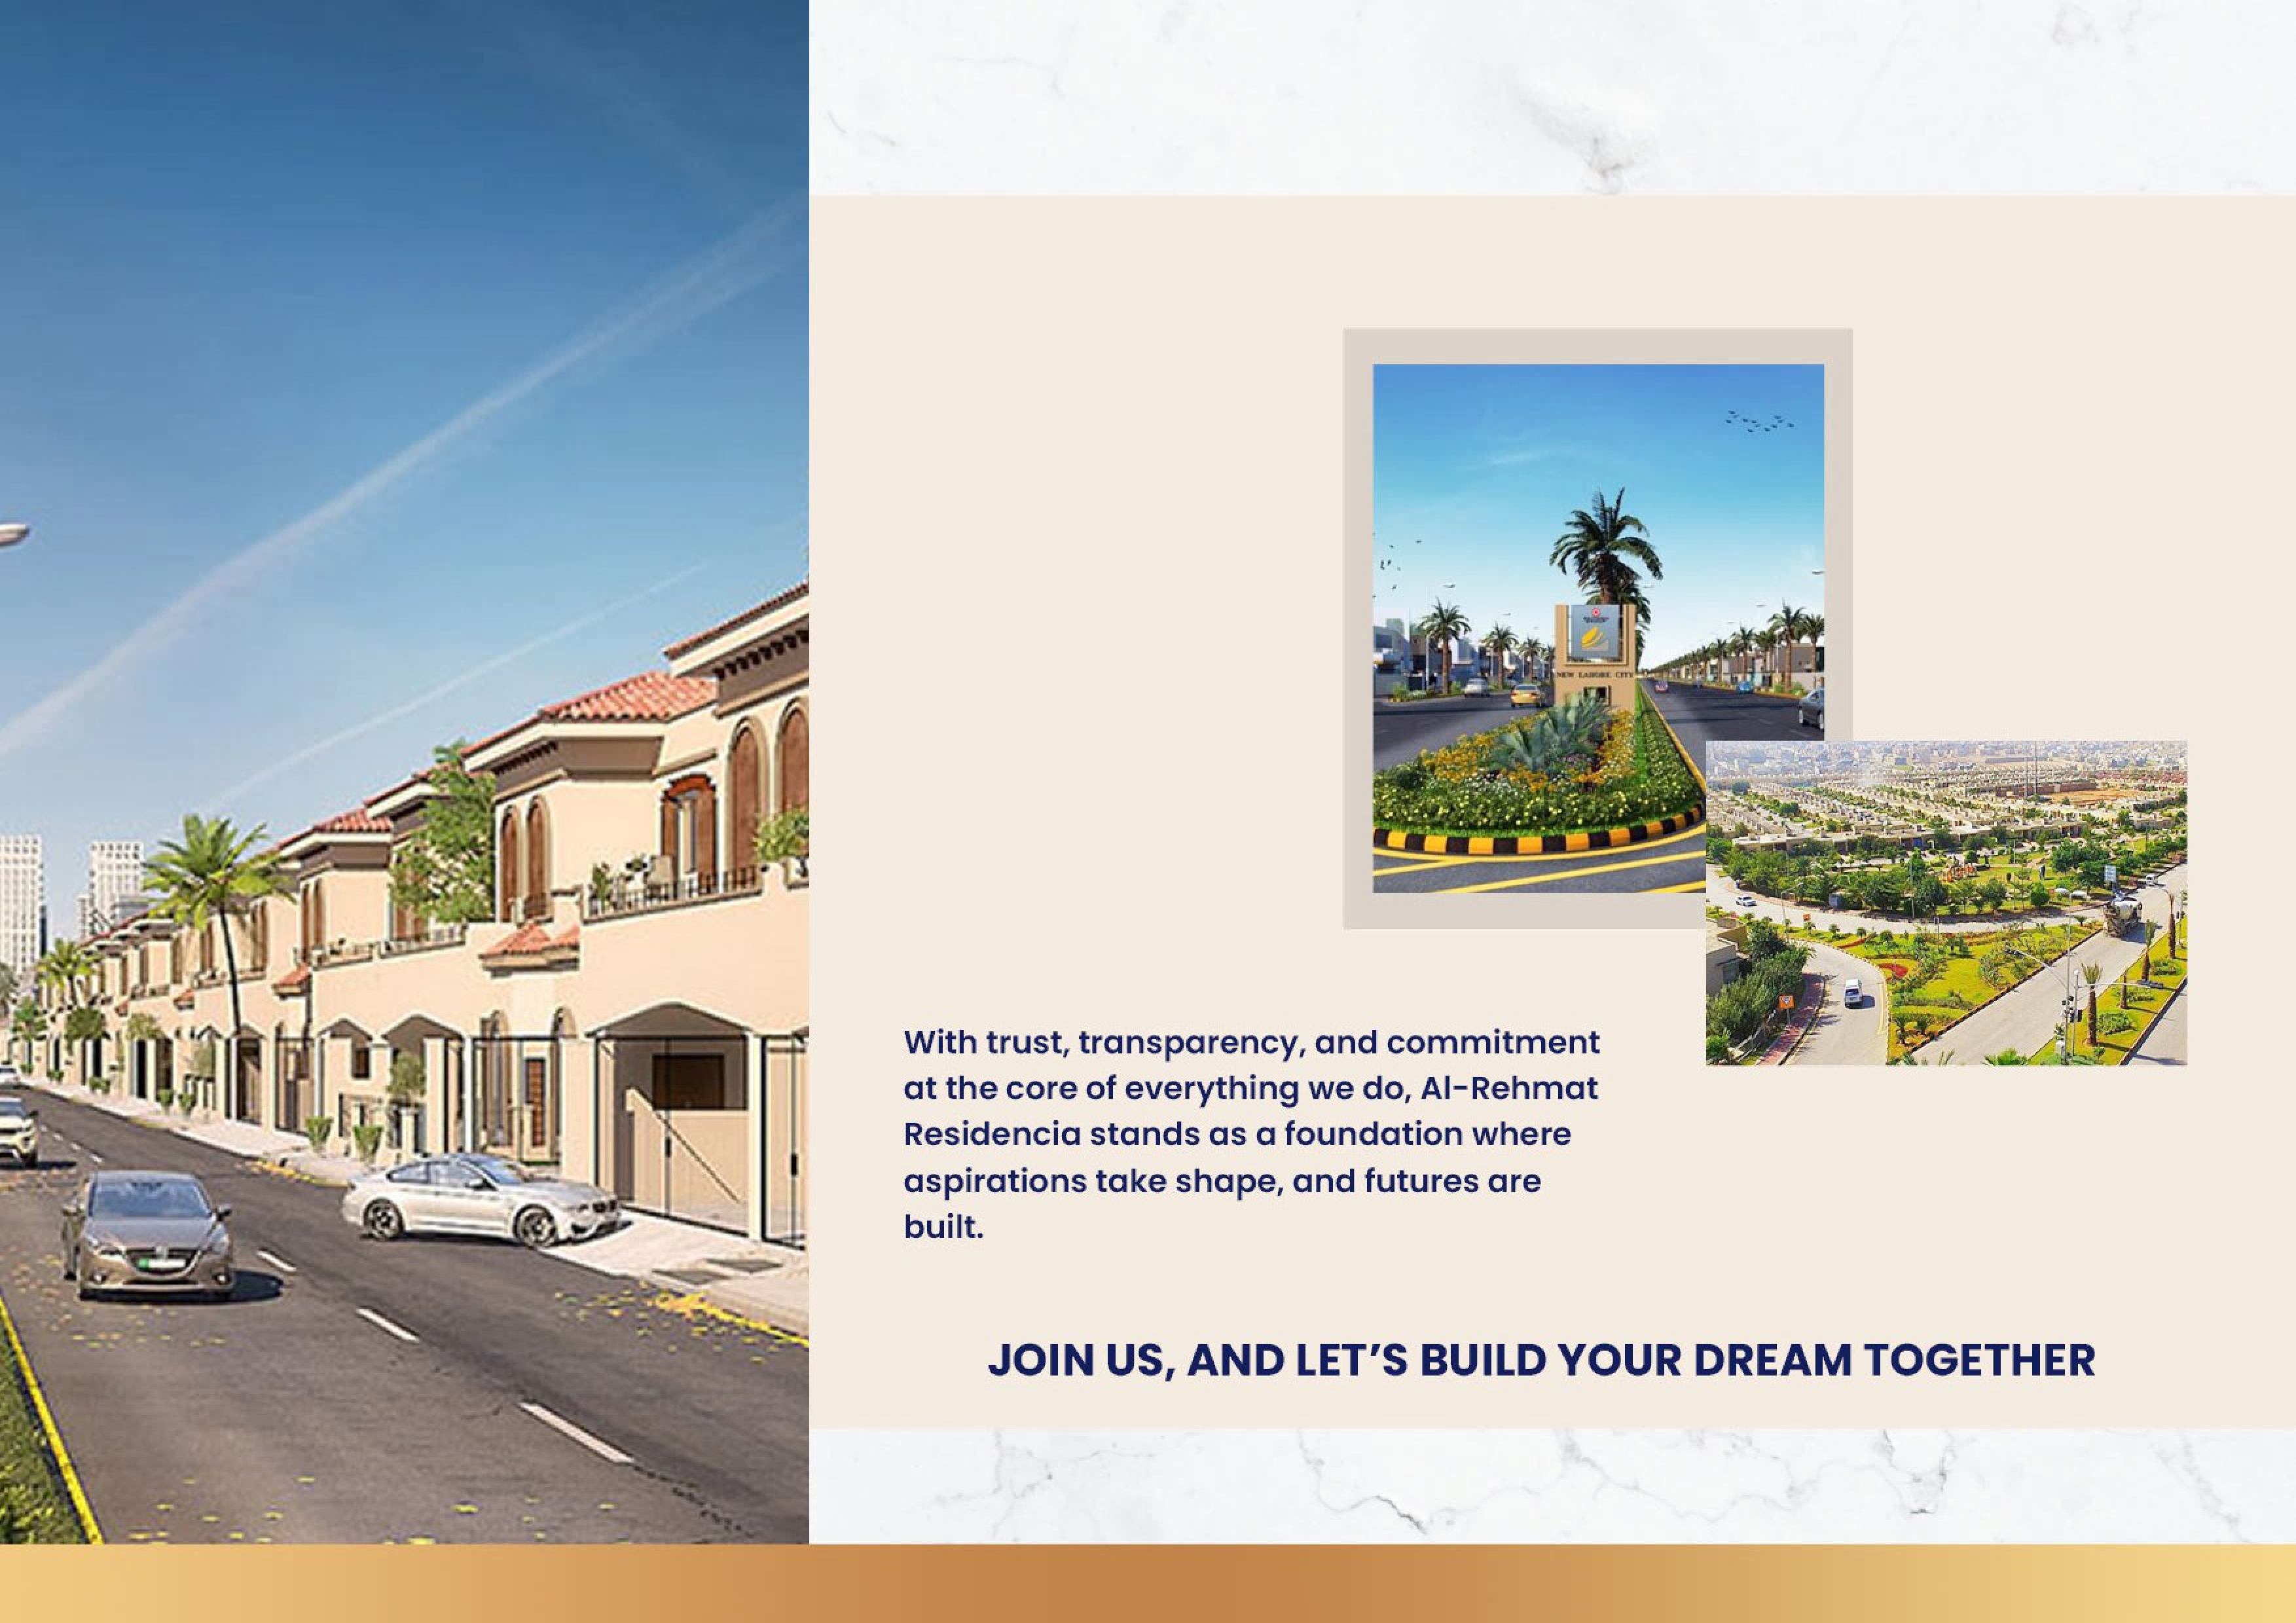 NEW LAHORE CITY
With trust, transparency, and commitment
at the core of everything we do, Al-Rehmat
Residencia stands as a foundation where
aspirations take shape, and futures are
built.
JOIN US, AND LET’S BUILD YOUR DREAM TOGETHER